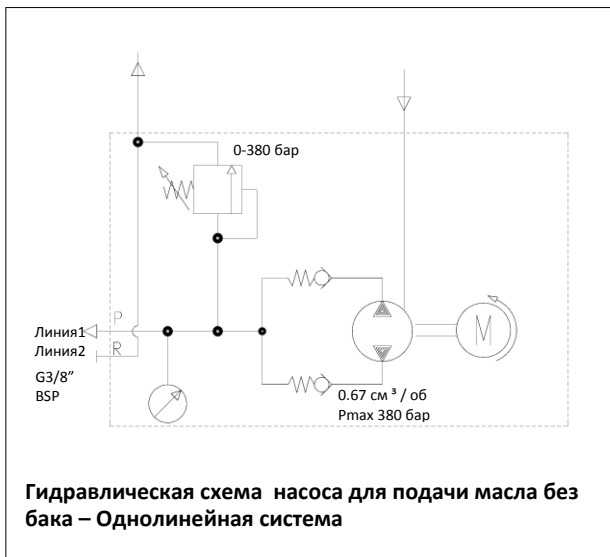 0-380 бар
P
Линия1
Линия2
R
G3/8”
BSP
M
0.67 см ³ / об
Pmax 380 бар
Гидравлическая схема насоса для подачи масла без
бака – Однолинейная система